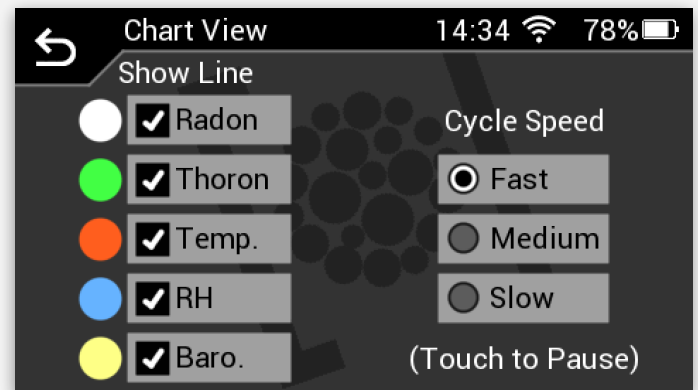 Chart View
14:34 78%
Show Line
Radon
Thoron
Temp.
RH
Baro.
Cycle Speed
Fast
Medium
Slow
(Touch to Pause)